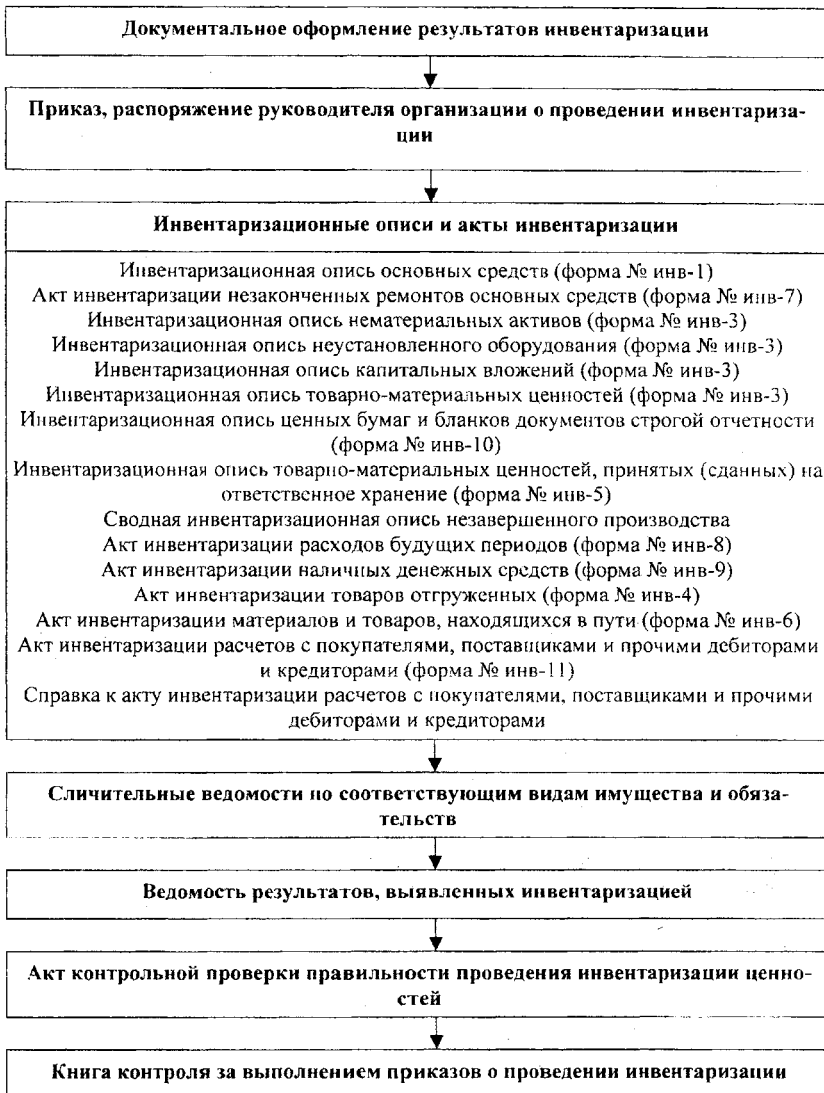 Документальное оформление результатов инвентаризации
Приказ, распоряжение руководителя организации о проведении инвентариза-
ции
Инвентаризационные описи и акты инвентаризации
Инвентаризационная опись основных средств (форма № инв-1)
Акт инвентаризации незаконченных ремонтов основных средств (форма № инв-7)
Инвентаризационная опись нематериальных активов (форма № инв-3)
Инвентаризационная опись неустановленного оборудования (форма № инв-3)
Инвентаризационная опись капитальных вложений (форма № инв-3)
Инвентаризационная опись товарно-материальных ценностей (форма № инв-3)
Инвентаризационная опись ценных бумаг и бланков документов строгой отчетности
(форма № инв-10)
Инвентаризационная опись товарно-материальных ценностей, принятых (сданных) на
ответственное хранение (форма № инв-5)
Сводная инвентаризационная опись незавершенного производства
Акт инвентаризации расходов будущих периодов (форма № инв-8)
Акт инвентаризации наличных денежных средств (форма № инв-9)
Акт инвентаризации товаров отгруженных (форма № инв-4)
Акт инвентаризации материалов и товаров, находящихся в пути (форма № инв-6)
Акт инвентаризации расчетов с покупателями, поставщиками и прочими дебиторами
и кредиторами (форма № инв-11)
Справка к акту инвентаризации расчетов с покупателями, поставщиками и прочими
дебиторами и кредиторами
Сличительные ведомости по соответствующим видам имущества и обяза-
тельств
Ведомость результатов, выявленных инвентаризацией
Акт контрольной проверки правильности проведения инвентаризации ценно-
стей
Книга контроля за выполнением приказов о проведении инвентаризации